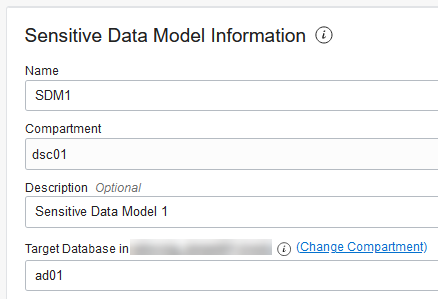 Sensitive Data Model Information
Name
SDM1
Compartment
dsc01
Description Optional
Sensitive Data Model 1
Target Database in (Change Compartment)
ad01